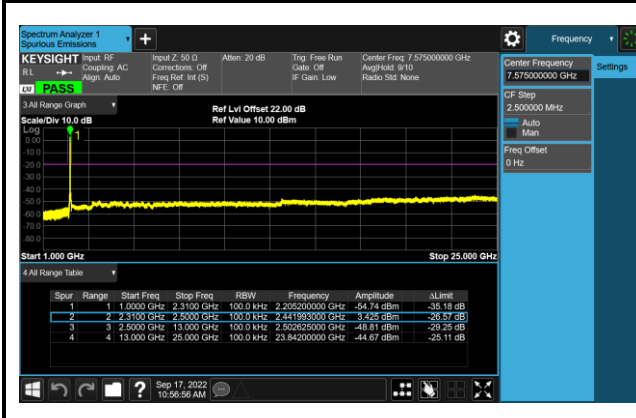 Spectrum Analyzer 1
Spurious Emissions
Frequency
KEYSIGHT Input: RF Input Z: 50 Ω Atten: 20 dB Trig: Free Run Center Freq: 7.575000000 GHz
RL Coupling: AC Corrections: Off Gate: Off Avg|Hold: 9/10
Align: Auto Freq Ref: Int (S) IF Gain: Low Radio Std: None
NFE: Off
LXI PASS
3 All Range Graph
Ref Lvl Offset 22.00 dB
Scale/Div 10.0 dB Ref Value 10.00 dBm
Log
1
0.00
-10.0
-20.0
-30.0
-40.0
-50.0
-60.0
-70.0
-80.0
Start 1.000 GHz Stop 25.000 GHz
4 All Range Table
Spur Range Start Freq Stop Freq RBW Frequency Amplitude ΔLimit
1 1 1.0000 GHz 2.3100 GHz 100.0 kHz 2.205200000 GHz -54.74 dBm -35.18 dB
2 2 2.3100 GHz 2.5000 GHz 100.0 kHz 2.441993000 GHz 3.425 dBm -26.57 dB
3 3 2.5000 GHz 13.000 GHz 100.0 kHz 2.502625000 GHz -48.81 dBm -29.25 dB
4 4 13.000 GHz 25.000 GHz 100.0 kHz 23.84200000 GHz -44.67 dBm -25.11 dB
Center Frequency
7.575000000 GHz
Settings
CF Step
2.500000 MHz
Auto
Man
Freq Offset
0 Hz
Sep 17, 2022
10:56:56 AM